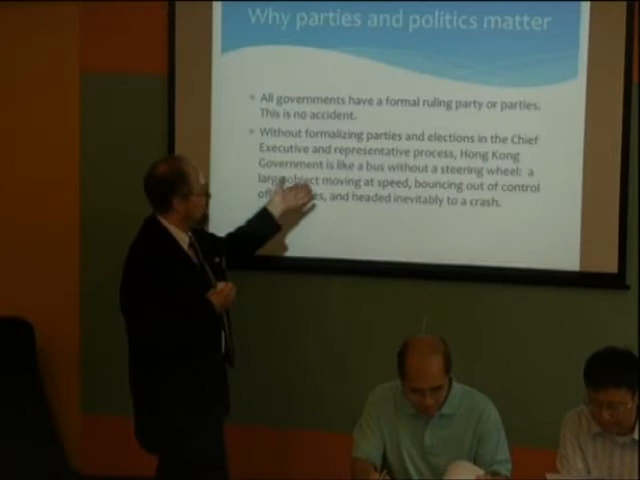 Why parties and politics matter
All governments have a formal ruling party or parties.
This is no accident.
Without formalizing parties and elections in the Chief
Executive and representative process, Hong Kong
Government is like a bus without a steering wheel: a
large object moving at speed, bouncing out of control
and headed inevitably to a crash.